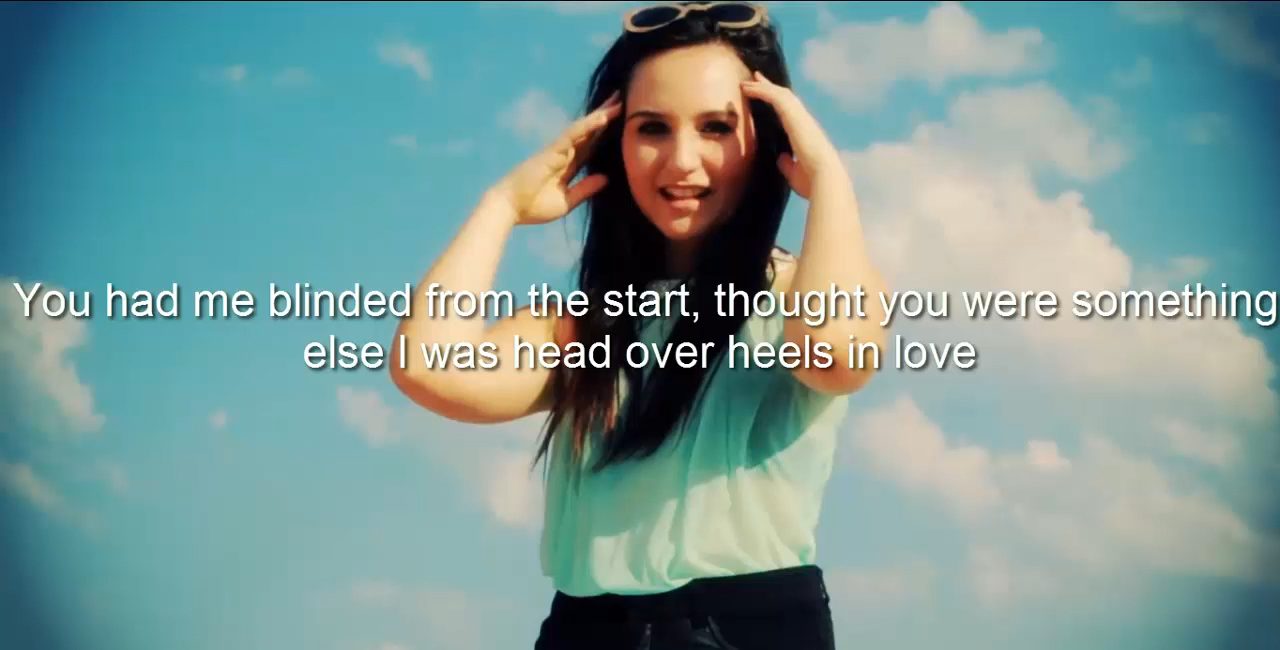 You had me blinded from the start, thought you were something
else I was head over heels in love